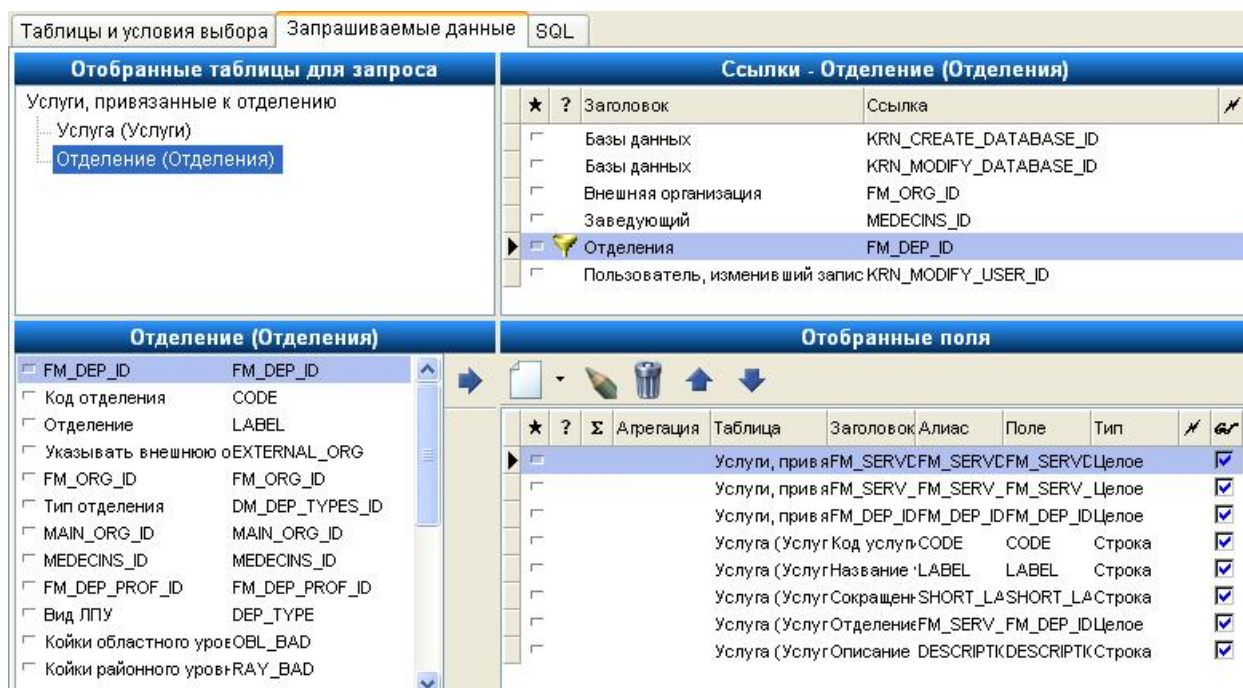 Таблицы и условия выбора Запрашиваемые данные SQL
Отобранные таблицы для запроса
Услуги, привязанные к отделению
Услуга (Услуги)
Отделение (Отделения)
Ссылки - Отделение (Отделения)
★ ? Заголовок Ссылка
Базы данных KRN_CREATE_DATABASE_ID
Базы данных KRN_MODIFY_DATABASE_ID
Внешняя организация FM_ORG_ID
Заведующий MEDECINS_ID
Отделения FM_DEP_ID
Пользователь, изменивший запис KRN_MODIFY_USER_ID
Отделение (Отделения)
FM_DEP_ID FM_DEP_ID
Код отделения CODE
Отделение LABEL
Указывать внешнюю о EXTERNAL_ORG
FM_ORG_ID FM_ORG_ID
Тип отделения DM_DEP_TYPES_ID
MAIN_ORG_ID MAIN_ORG_ID
MEDECINS_ID MEDECINS_ID
FM_DEP_PROF_ID FM_DEP_PROF_ID
Вид ЛПУ DEP_TYPE
Койки областного уров OBL_BAD
Койки районного уров RAY_BAD
Отобранные поля
★ ? Σ Агрегация Таблица Заголовок Алиас Поле Тип
Услуги, привя FM_SERV FM_SERV FM_SERV Целое
Услуги, привя FM_SERV_ FM_SERV_ FM_SERV_ Целое
Услуги, привя FM_DEP_ID FM_DEP_ID FM_DEP_ID Целое
Услуга (Услуг Код услуг CODE CODE Строка
Услуга (Услуг Название LABEL LABEL Строка
Услуга (Услуг Сокращен SHORT_LA SHORT_LA Строка
Услуга (Услуг Отделение FM_SERV_ FM_DEP_ID Целое
Услуга (Услуг Описание DESCRIPTI DESCRIPTI Строка